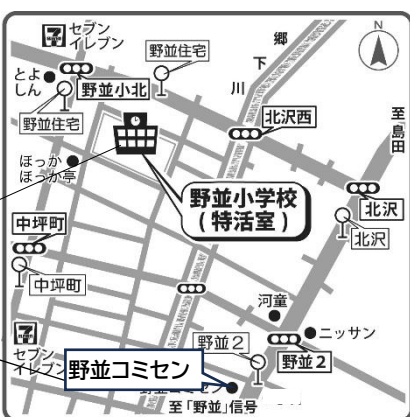 セブン
イレブン
野並住宅
郷
下
川
N
とよ
しん
野並小北
野並住宅
北沢西
至
島
田
ほっか
ほっか亭
野並小学校
(特活室)
北沢
中坪町
北沢
中坪町
河童
セブン
イレブン
野並2
ニッサン
野並2
野並コミセン
至「野並」信号